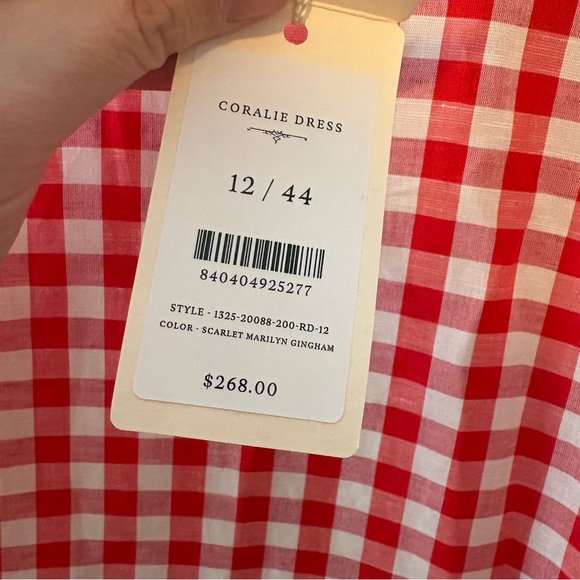 CORALIE DRESS
12 / 44
840404925277
STYLE - 1325-20088-200-RD-12
COLOR - SCARLET MARILYN GINGHAM
$268.00